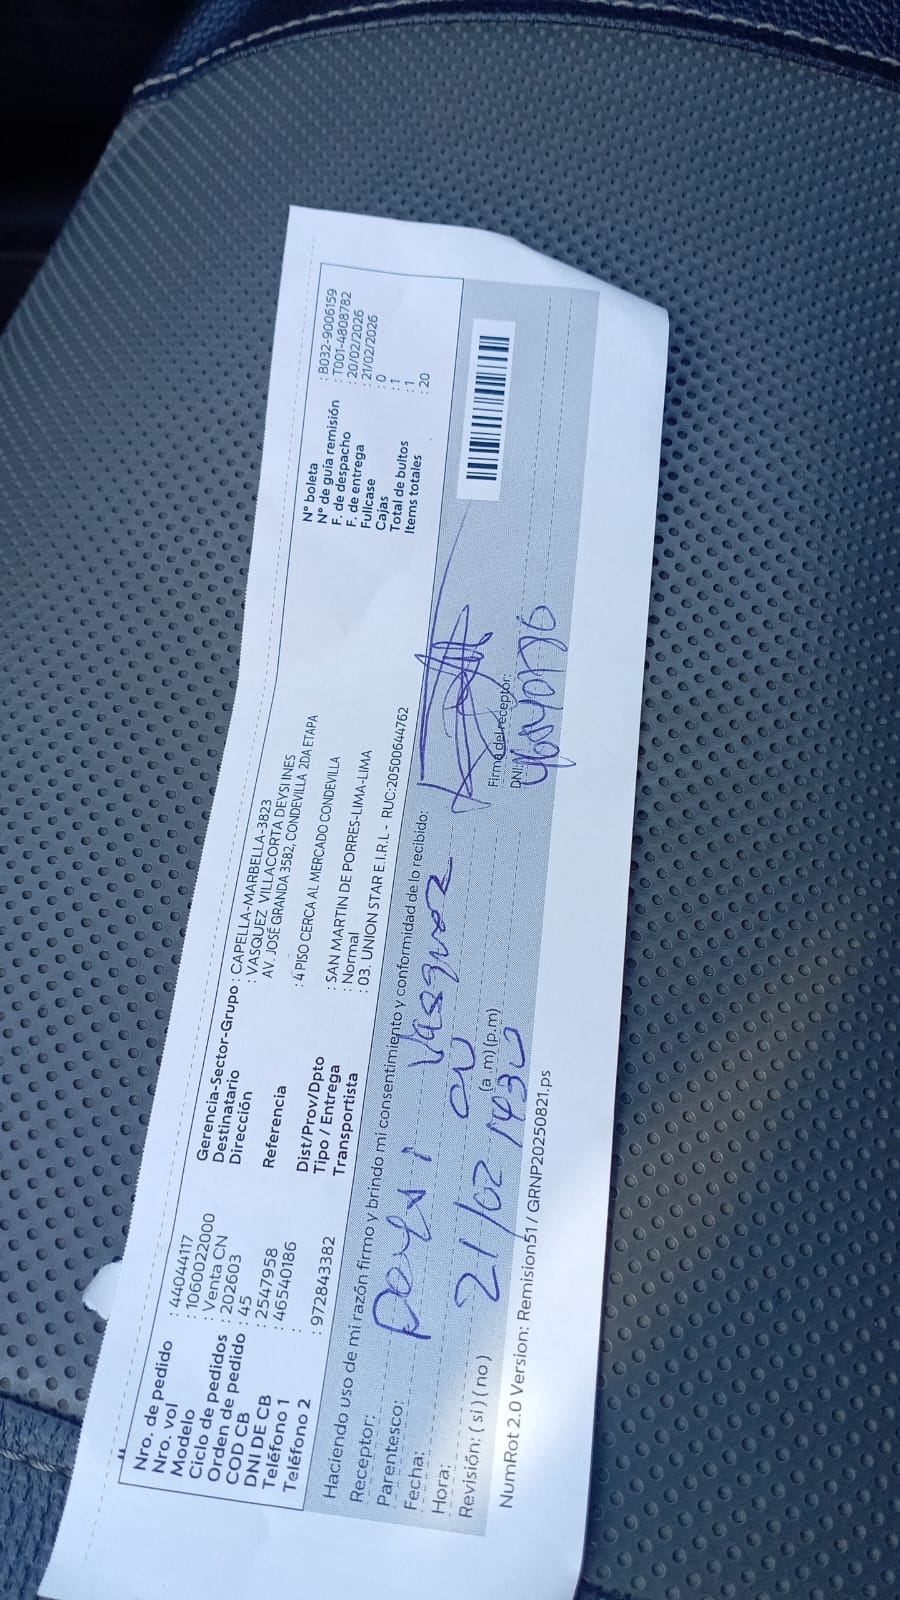 Nro. de pedido : 44044117
Nro. vol : 1060022000
Modelo : Venta CN
Ciclo de pedidos : 202603
Orden de pedido : 45
COD CB : 2547958
DNI DE CB : 46540186
Teléfono 1 :
Teléfono 2 : 972843382
Gerencia-Sector-Grupo : CAPELLA-MARBELLA-3823
Destinatario : VASQUEZ VILLACORTA DEYSI INES
Dirección AV. JOSÉ GRANDA 3582, CONDEVILLA 2DA ETAPA
Referencia : 4 PISO CERCA AL MERCADO CONDEVILLA
Dist/Prov/Dpto : SAN MARTIN DE PORRES-LIMA-LIMA
Tipo / Entrega : Normal
Transportista : 03. UNION STAR E.I.R.L - RUC:20500644762
N° boleta : B032-9006159
N° de guía remisión : T001-4808782
F. de despacho : 20/02/2026
F. de entrega : 21/02/2026
Fullcase : 0
Cajas : 1
Total de bultos : 1
Items totales : 20
Haciendo uso de mi razón firmo y brindo mi consentimiento y conformidad de lo recibido:
Receptor: Deysi Vasquez
Parentesco:
Fecha: 21/02
Hora: 1430 (a .m) (p.m)
Revisión: ( si ) ( no )
Firma del receptor:
DNI:
NumRot 2.0 Version: Remision51 / GRNP20250821.ps